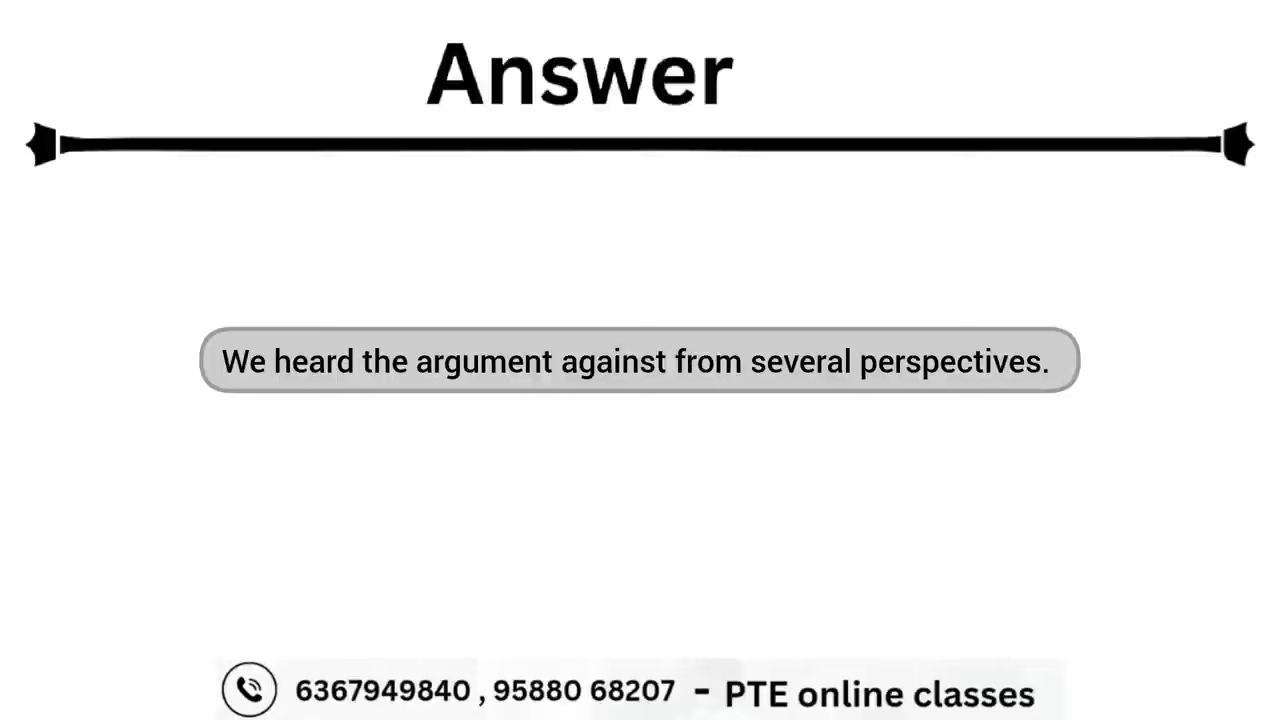 Answer
We heard the argument against from several perspectives.
6367949840 , 95880 68207 - PTE online classes